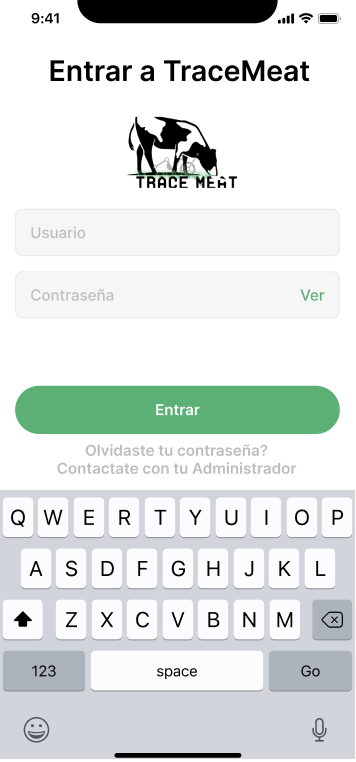 9:41
Entrar a TraceMeat
TRACE MEAT
Usuario
Contraseña
Ver
Entrar
Olvidaste tu contraseña?
Contactate con tu Administrador
Q W E R T Y U I O P
A S D F G H J K L
Z X C V B N M
123 space Go